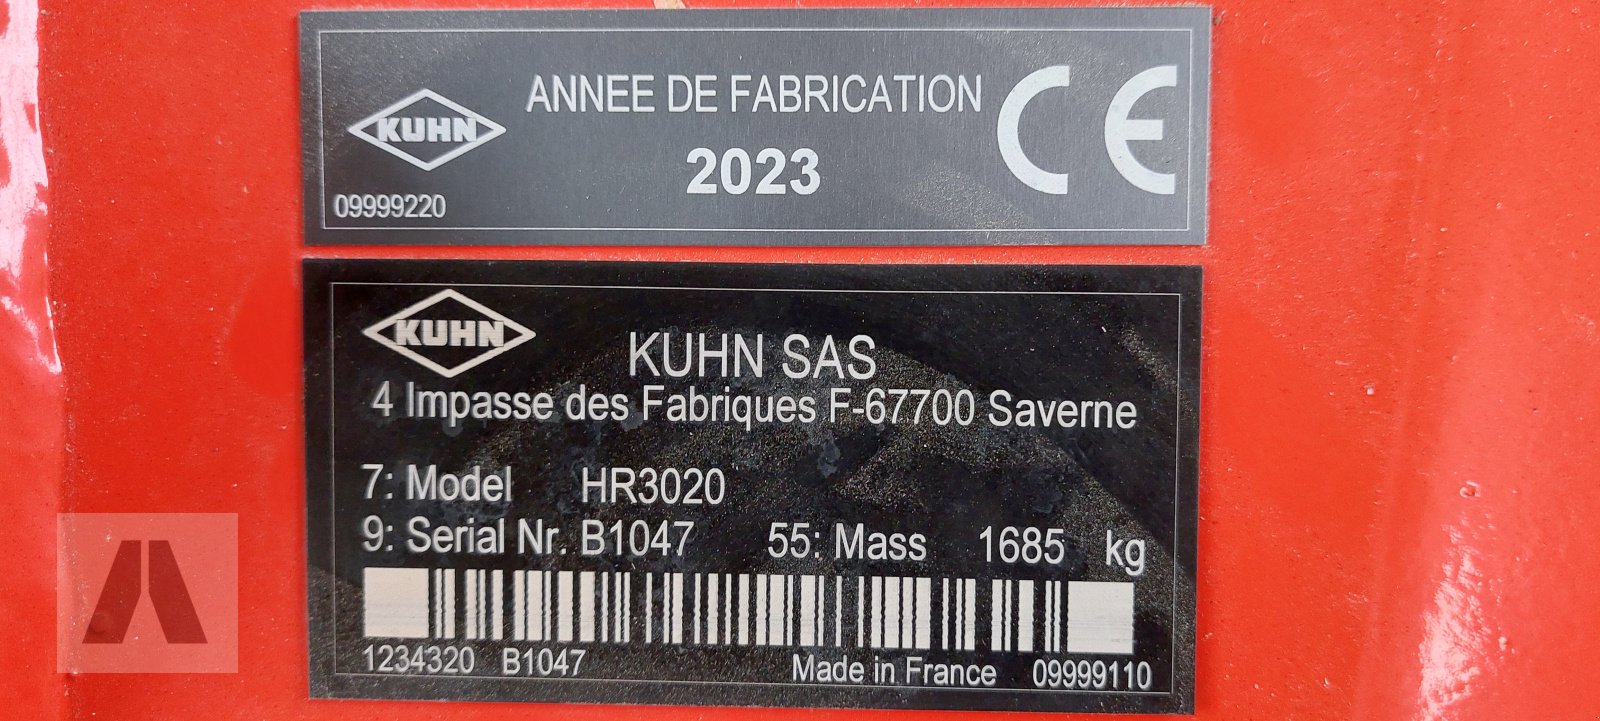 KUHN
ANNEE DE FABRICATION
2023
CE
09999220
KUHN
KUHN SAS
4 Impasse des Fabriques F-67700 Saverne
7: Model HR3020
9: Serial Nr. B1047 55: Mass 1685 kg
1234320 B1047 Made in France 09999110